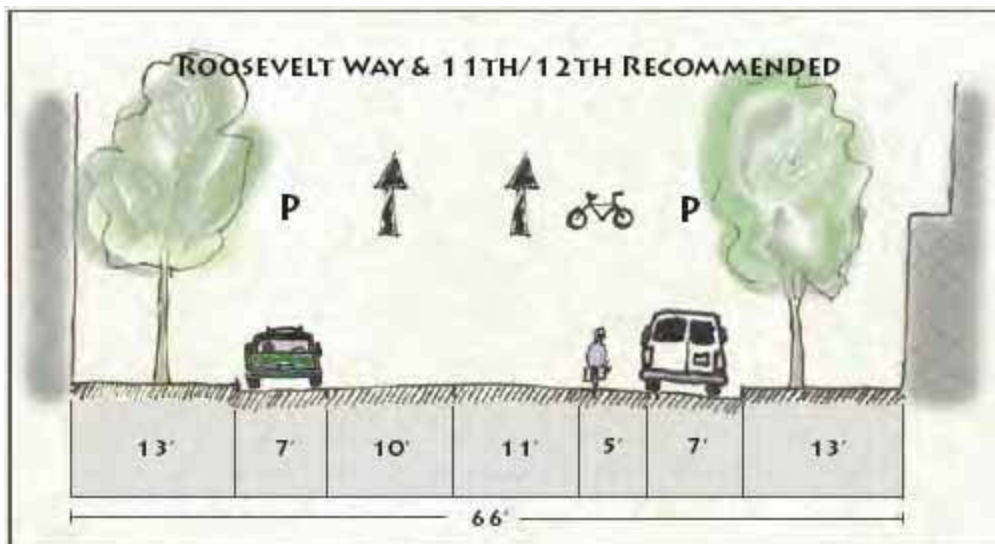 ROOSEVELT WAY & 11TH/12TH RECOMMENDED
P
P
13' 7' 10' 11' 5' 7' 13'
66'